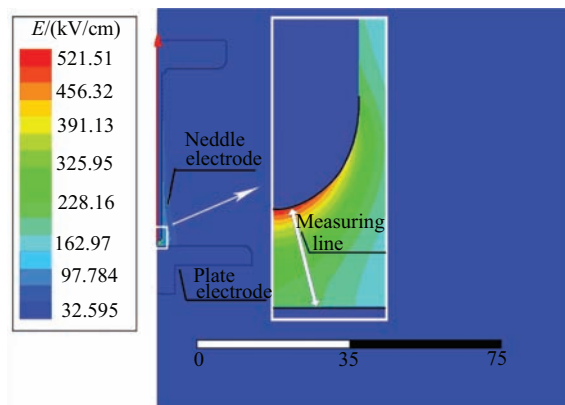 E/(kV/cm)
521.51
456.32
391.13
325.95
228.16
162.97
97.784
32.595
Neddle
electrode
Measuring
line
Plate
electrode
0
35
75